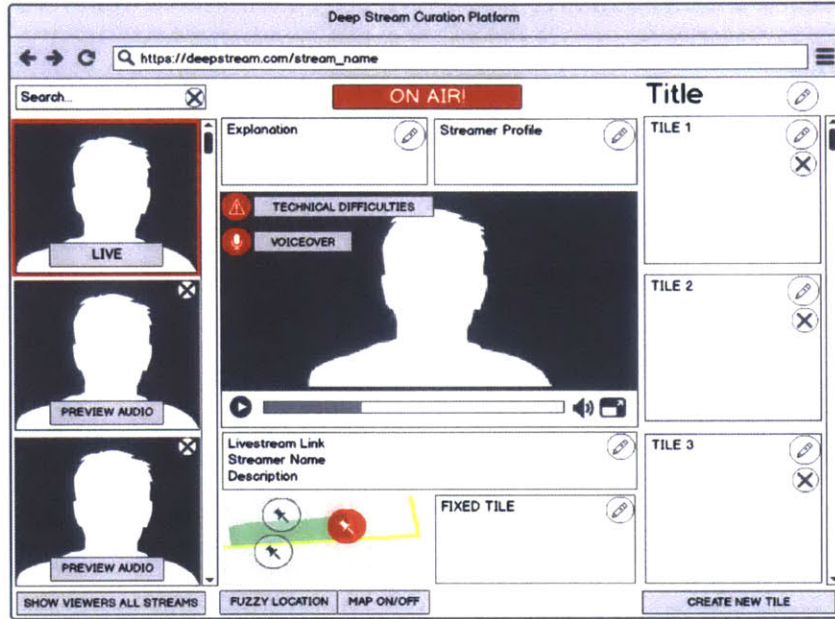 Deep Stream Curation Platform
https://deepstream.com/stream_name
Search...
ON AIR!
Title
LIVE
PREVIEW AUDIO
PREVIEW AUDIO
SHOW VIEWERS ALL STREAMS
Explanation
Streamer Profile
TECHNICAL DIFFICULTIES
VOICEOVER
Livestream Link
Streamer Name
Description
FIXED TILE
FUZZY LOCATION
MAP ON/OFF
TILE 1
TILE 2
TILE 3
CREATE NEW TILE